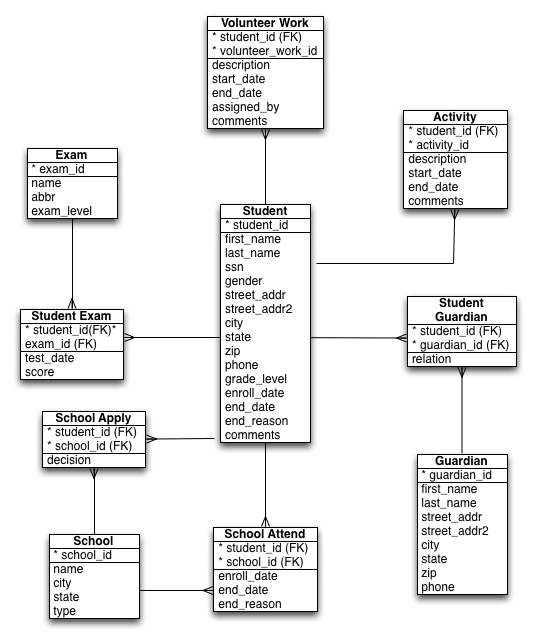 Volunteer Work
* student_id (FK)
* volunteer_work_id
description
start_date
end_date
assigned_by
comments
Activity
* student_id (FK)
* activity_id
description
start_date
end_date
comments
Exam
* exam_id
name
abbr
exam_level
Student
* student_id
first_name
last_name
ssn
gender
street_addr
street_addr2
city
state
zip
phone
grade_level
enroll_date
end_date
end_reason
comments
Student Exam
* student_id(FK)*
exam_id (FK)
test_date
score
Student
Guardian
* student_id (FK)
* guardian_id (FK)
relation
School Apply
* student_id (FK)
* school_id (FK)
decision
Guardian
* guardian_id
first_name
last_name
street_addr
street_addr2
city
state
zip
phone
School
* school_id
name
city
state
type
School Attend
* student_id (FK)
* school_id (FK)
enroll_date
end_date
end_reason